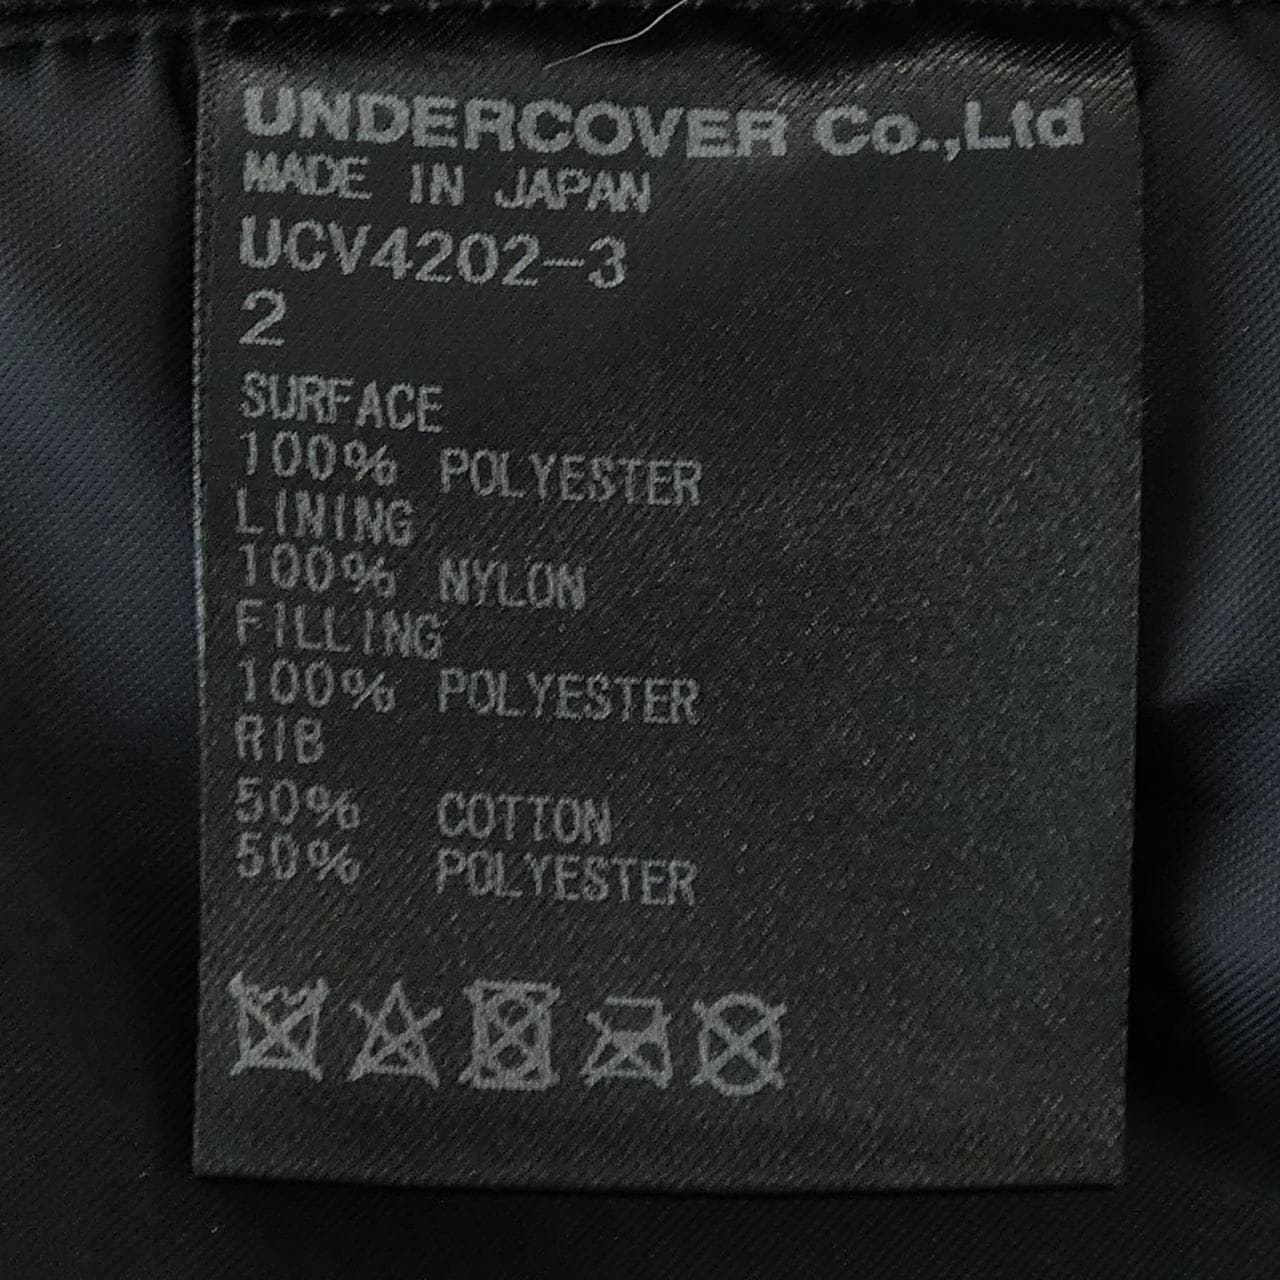 UNDERCOVER Co.,Ltd
MADE IN JAPAN
UCV4202-3
2
SURFACE
100% POLYESTER
LINING
100% NYLON
FILLING
100% POLYESTER
RIB
50% COTTON
50% POLYESTER